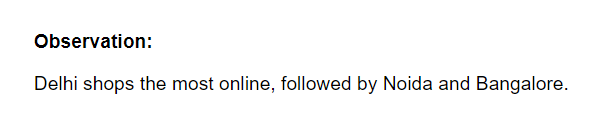 Observation:
Delhi shops the most online, followed by Noida and Bangalore.